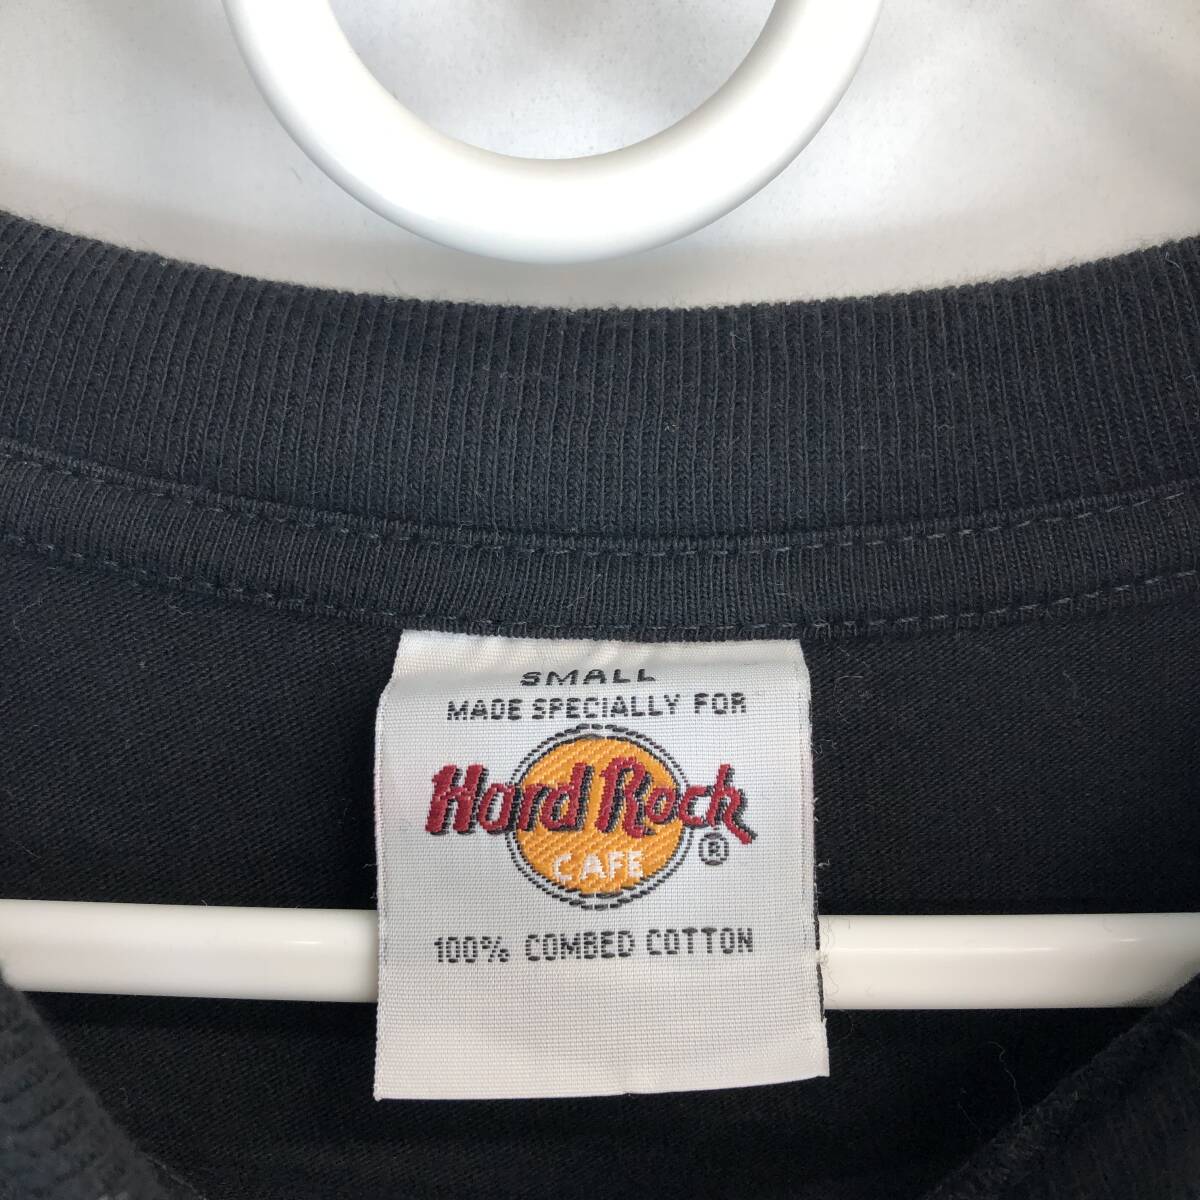 SMALL
MADE SPECIALLY FOR
Hard Rock
CAFE ®
100% COMBED COTTON